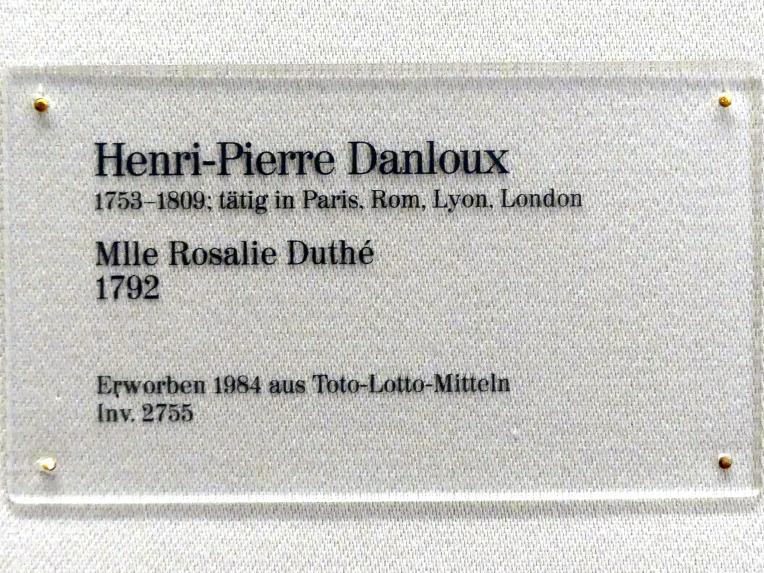 Henri-Pierre Danloux
1753–1809; tätig in Paris, Rom, Lyon, London
Mlle Rosalie Duthé
1792
Erworben 1984 aus Toto-Lotto-Mitteln
Inv. 2755